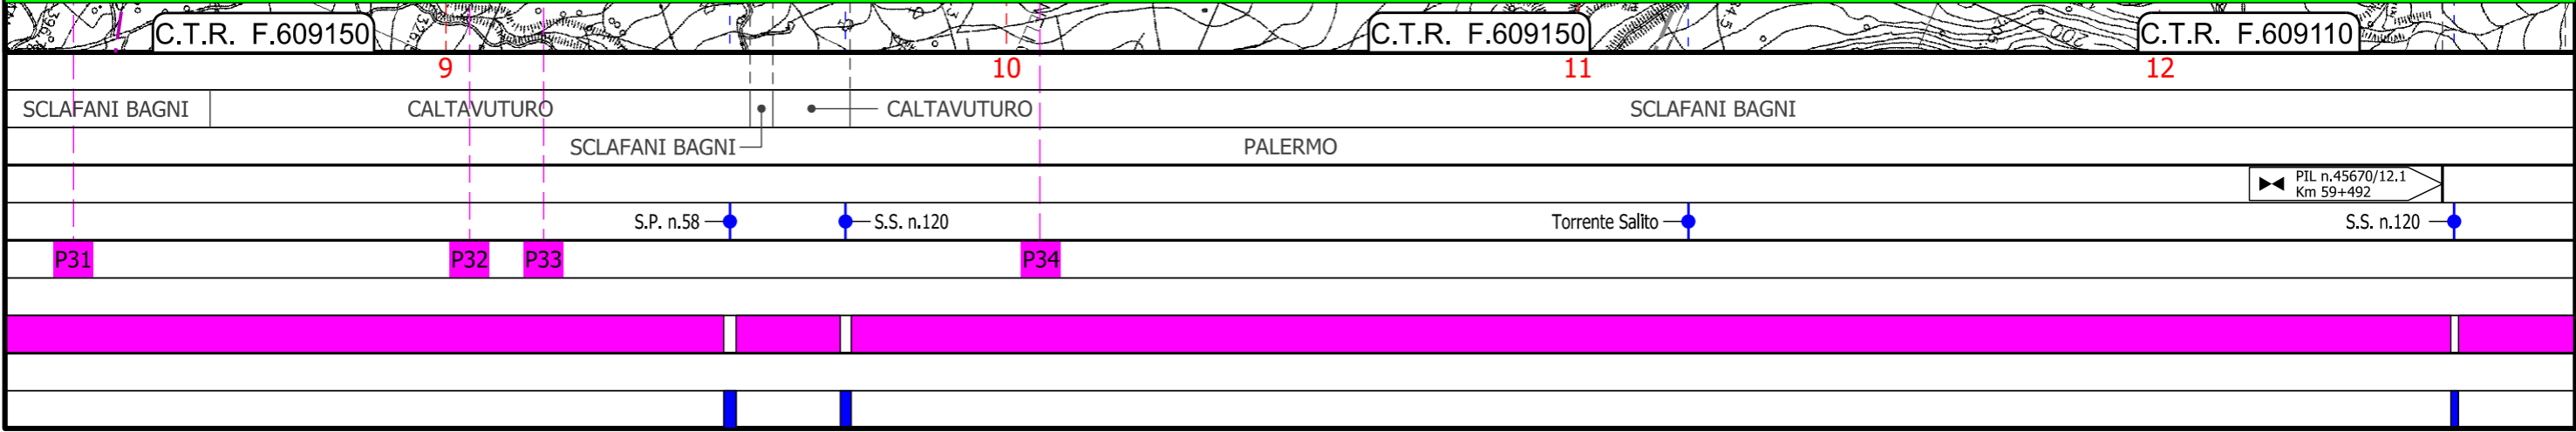 C.T.R. F.609150
C.T.R. F.609150
C.T.R. F.609110
200
9
10
11
12
SCLAFANI BAGNI
CALTAVUTURO
CALTAVUTURO
SCLAFANI BAGNI
SCLAFANI BAGNI
PALERMO
PIL n.45670/12.1
Km 59+492
S.P. n.58
S.S. n.120
Torrente Salito
S.S. n.120
P31
P32
P33
P34